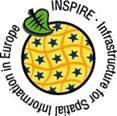 INSPIRE · Infrastructure for Spatial Information in Europe